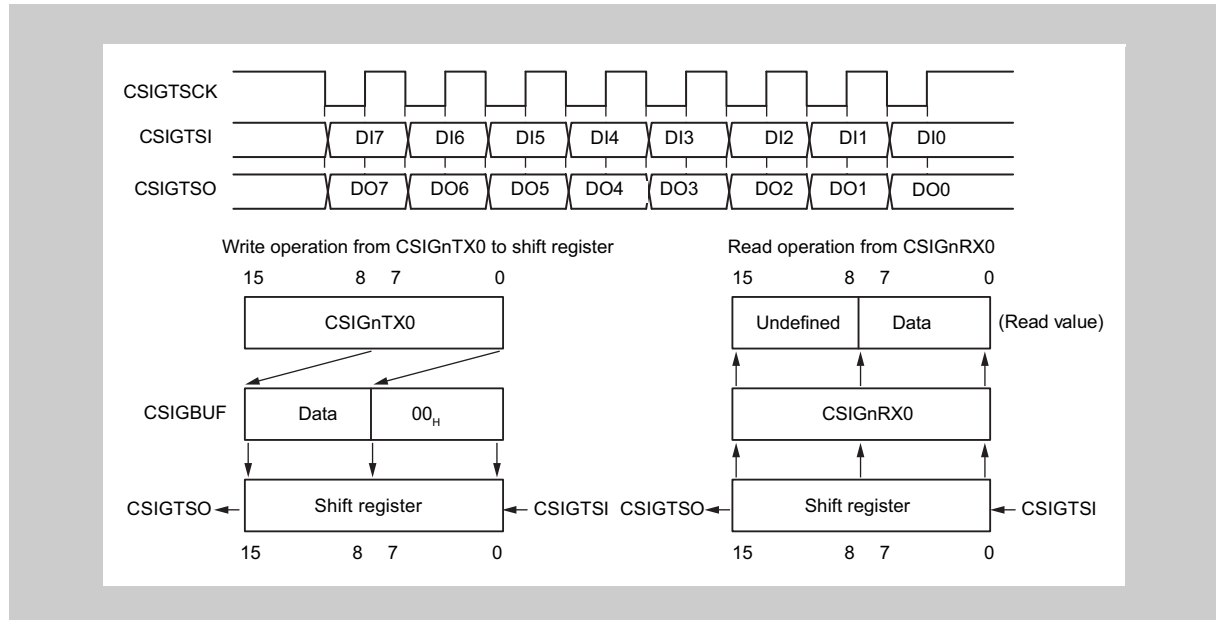 CSIGTSCK
CSIGTSI DI7 DI6 DI5 DI4 DI3 DI2 DI1 DI0
CSIGTSO DO7 DO6 DO5 DO4 DO3 DO2 DO1 DO0
Write operation from CSIGnTX0 to shift register
15 8 7 0
CSIGnTX0
CSIGBUF Data 00H
CSIGTSO Shift register CSIGTSI
15 8 7 0
Read operation from CSIGnRX0
15 8 7 0
Undefined Data (Read value)
CSIGnRX0
CSIGTSO Shift register CSIGTSI
15 8 7 0